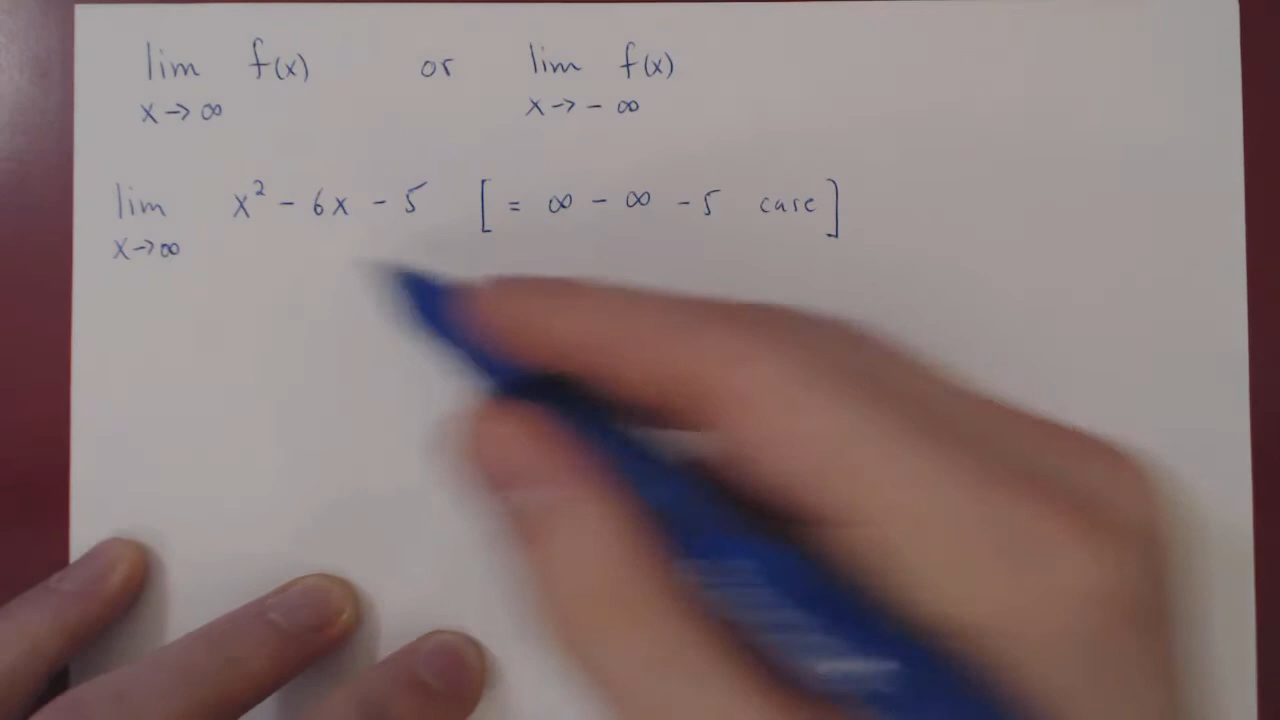 lim f(x) or lim f(x)
x→∞ x→-∞
lim x² - 6x - 5 [= ∞ - ∞ - 5 case]
x→∞